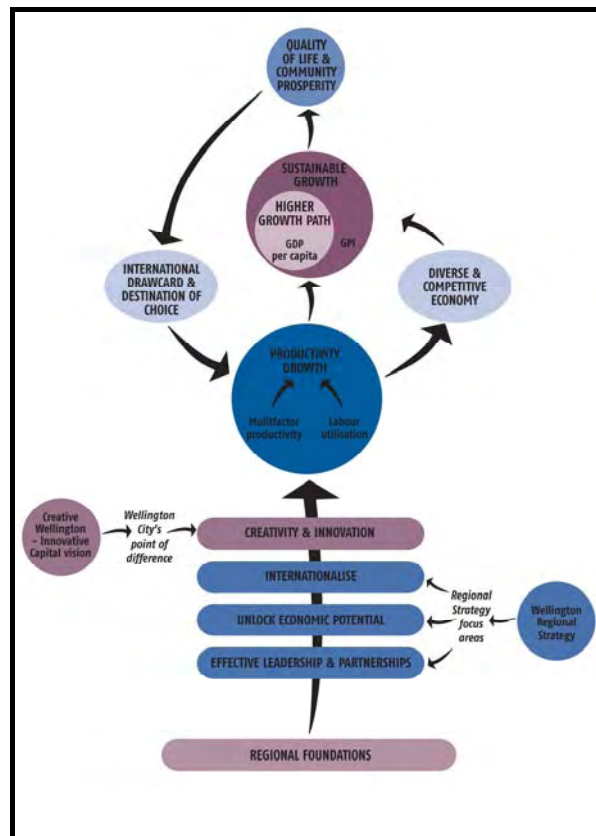 QUALITY
OF LIFE &
COMMUNITY
PROSPERITY
SUSTAINABLE
GROWTH
HIGHER
GROWTH PATH
GDP
per capita
GPI
INTERNATIONAL
DRAWCARD &
DESTINATION OF
CHOICE
DIVERSE &
COMPETITIVE
ECONOMY
PRODUCTIVITY
GROWTH
Mulitfactor
productivity
Labour
utilisation
Creative
Wellington
– Innovative
Capital vision
Wellington
City's
point of
difference
CREATIVITY & INNOVATION
INTERNATIONALISE
UNLOCK ECONOMIC POTENTIAL
EFFECTIVE LEADERSHIP & PARTNERSHIPS
Regional
Strategy
focus
areas
Wellington
Regional
Strategy
REGIONAL FOUNDATIONS